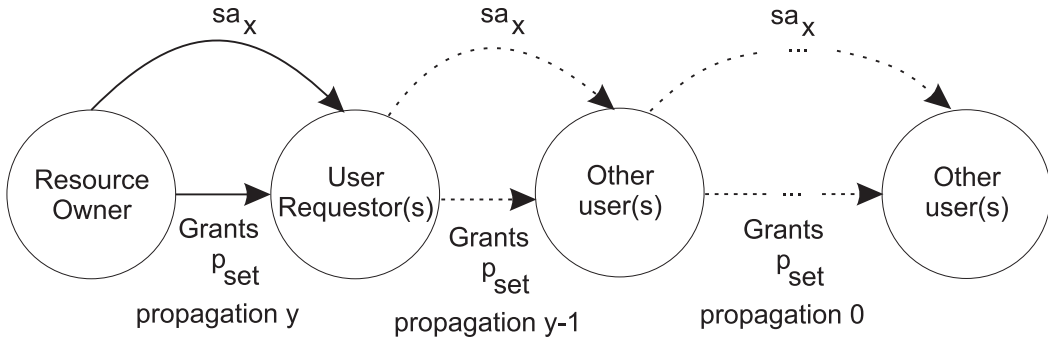 sa_x
sa_x
sa_x
...
Resource
Owner
User
Requestor(s)
Other
user(s)
...
Other
user(s)
Grants
p_set
propagation y
Grants
p_set
propagation y-1
Grants
p_set
propagation 0